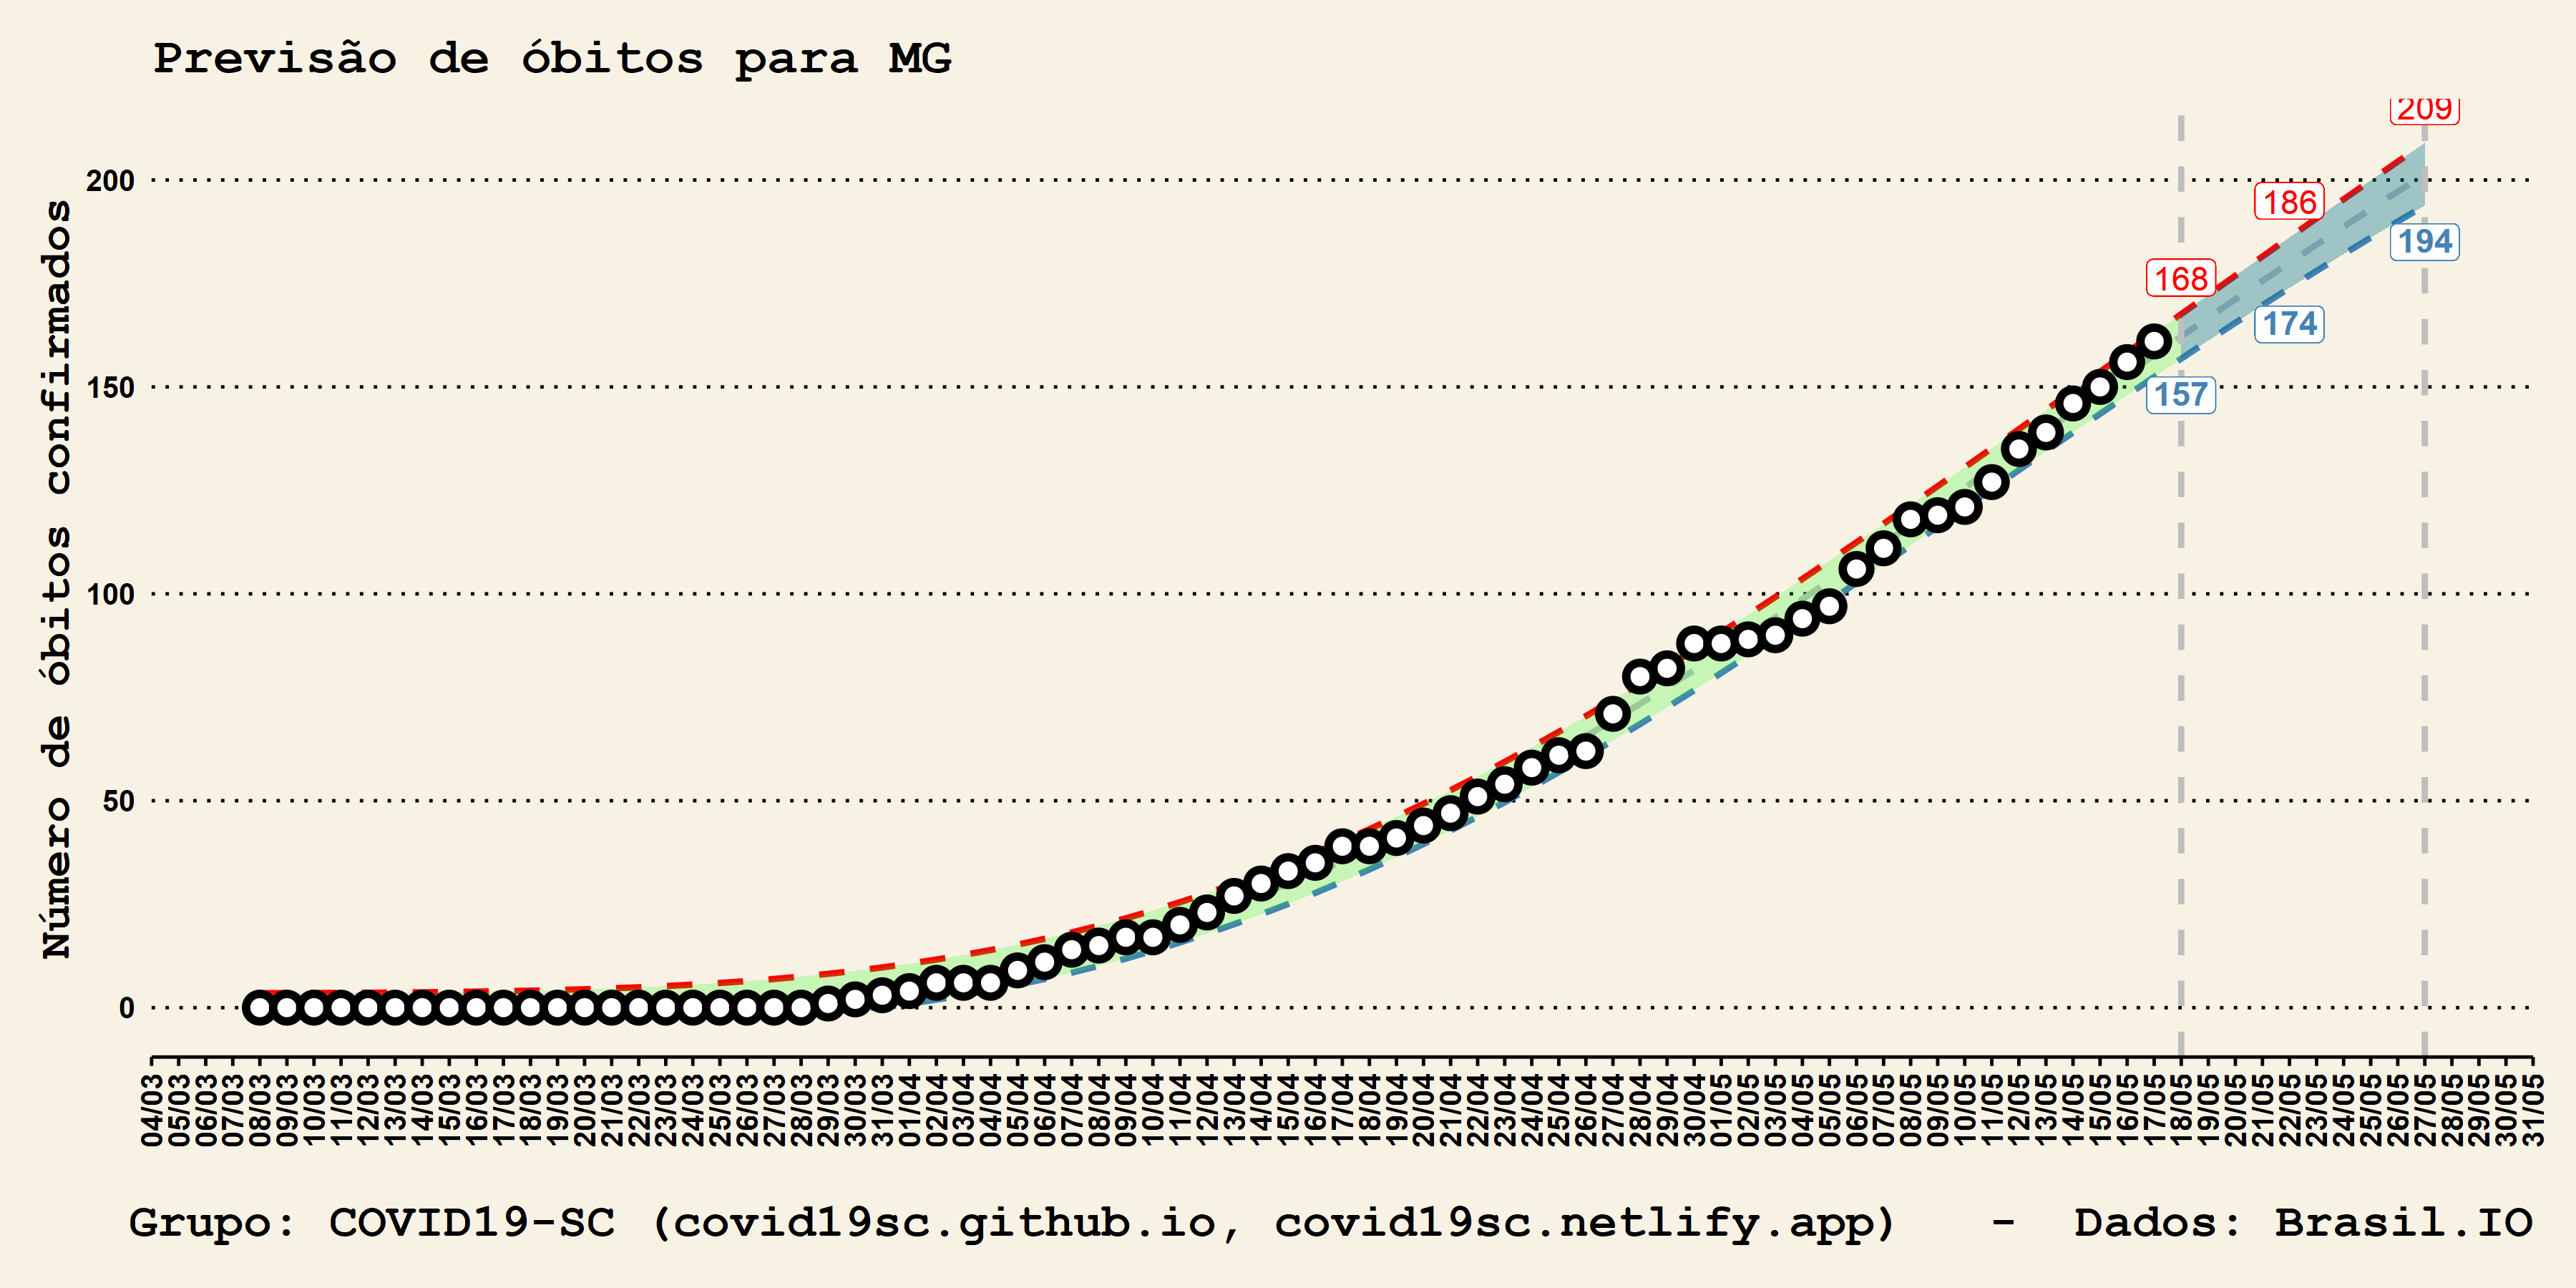 Previsão de óbitos para MG
Número de óbitos confirmados
200
150
100
50
0
209
186
168
194
174
157
04/03 05/03 06/03 07/03 08/03 09/03 10/03 11/03 12/03 13/03 14/03 15/03 16/03 17/03 18/03 19/03 20/03 21/03 22/03 23/03 24/03 25/03 26/03 27/03 28/03 29/03 30/03 31/03 01/04 02/04 03/04 04/04 05/04 06/04 07/04 08/04 09/04 10/04 11/04 12/04 13/04 14/04 15/04 16/04 17/04 18/04 19/04 20/04 21/04 22/04 23/04 24/04 25/04 26/04 27/04 28/04 29/04 30/04 01/05 02/05 03/05 04/05 05/05 06/05 07/05 08/05 09/05 10/05 11/05 12/05 13/05 14/05 15/05 16/05 17/05 18/05 19/05 20/05 21/05 22/05 23/05 24/05 25/05 26/05 27/05 28/05 29/05 30/05 31/05
Grupo: COVID19-SC (covid19sc.github.io, covid19sc.netlify.app) - Dados: Brasil.IO